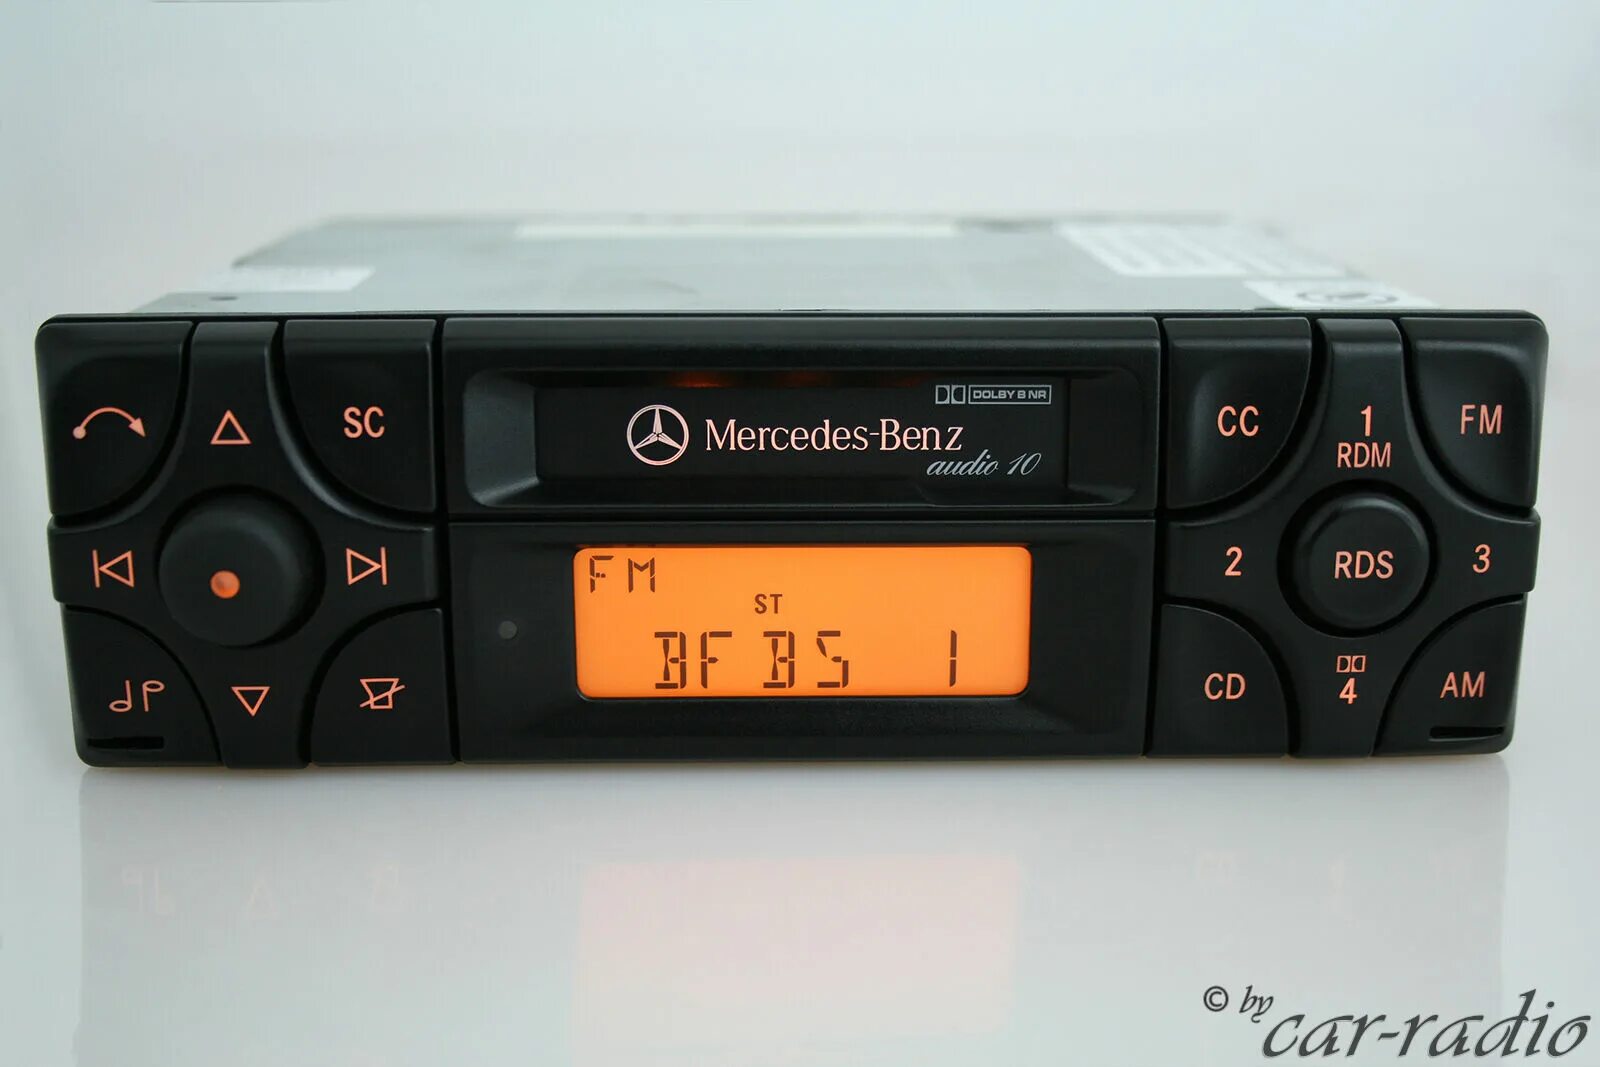 SC
DOLBY B NR
Mercedes-Benz
audio 10
CC
1
RDM
FM
FM
ST
BFBS 1
2
RDS
3
CD
4
AM
© by
car-radio